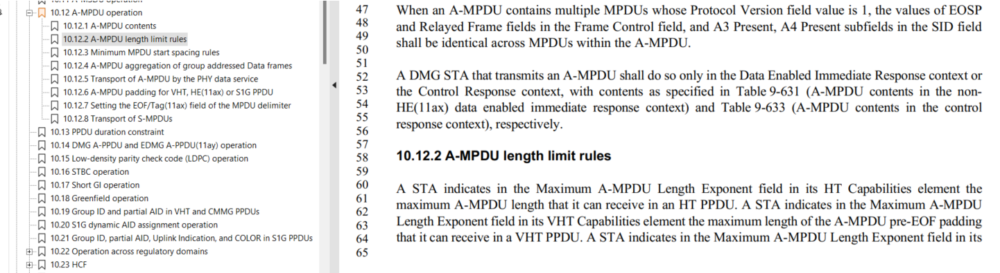 10.12 A-MPDU operation
10.12.1 A-MPDU contents
10.12.2 A-MPDU length limit rules
10.12.3 Minimum MPDU start spacing rules
10.12.4 A-MPDU aggregation of group addressed Data frames
10.12.5 Transport of A-MPDU by the PHY data service
10.12.6 A-MPDU padding for VHT, HE(11ax) or S1G PPDU
10.12.7 Setting the EOF/Tag(11ax) field of the MPDU delimiter
10.12.8 Transport of S-MPDUs
10.13 PPDU duration constraint
10.14 DMG A-PPDU and EDMG A-PPDU(11ay) operation
10.15 Low-density parity check code (LDPC) operation
10.16 STBC operation
10.17 Short GI operation
10.18 Greenfield operation
10.19 Group ID and partial AID in VHT and CMMG PPDUs
10.20 S1G dynamic AID assignment operation
10.21 Group ID, partial AID, Uplink Indication, and COLOR in S1G PPDUs
10.22 Operation across regulatory domains
10.23 HCF
47 When an A-MPDU contains multiple MPDUs whose Protocol Version field value is 1, the values of EOSP
48 and Relayed Frame fields in the Frame Control field, and A3 Present, A4 Present subfields in the SID field
49 shall be identical across MPDUs within the A-MPDU.
50
51
52 A DMG STA that transmits an A-MPDU shall do so only in the Data Enabled Immediate Response context or
53 the Control Response context, with contents as specified in Table 9-631 (A-MPDU contents in the non-
54 HE(11ax) data enabled immediate response context) and Table 9-633 (A-MPDU contents in the control
55 response context), respectively.
56
57
58 10.12.2 A-MPDU length limit rules
59
60 A STA indicates in the Maximum A-MPDU Length Exponent field in its HT Capabilities element the
61 maximum A-MPDU length that it can receive in an HT PPDU. A STA indicates in the Maximum A-MPDU
62 Length Exponent field in its VHT Capabilities element the maximum length of the A-MPDU pre-EOF padding
63 that it can receive in a VHT PPDU. A STA indicates in the Maximum A-MPDU Length Exponent field in its
64
65